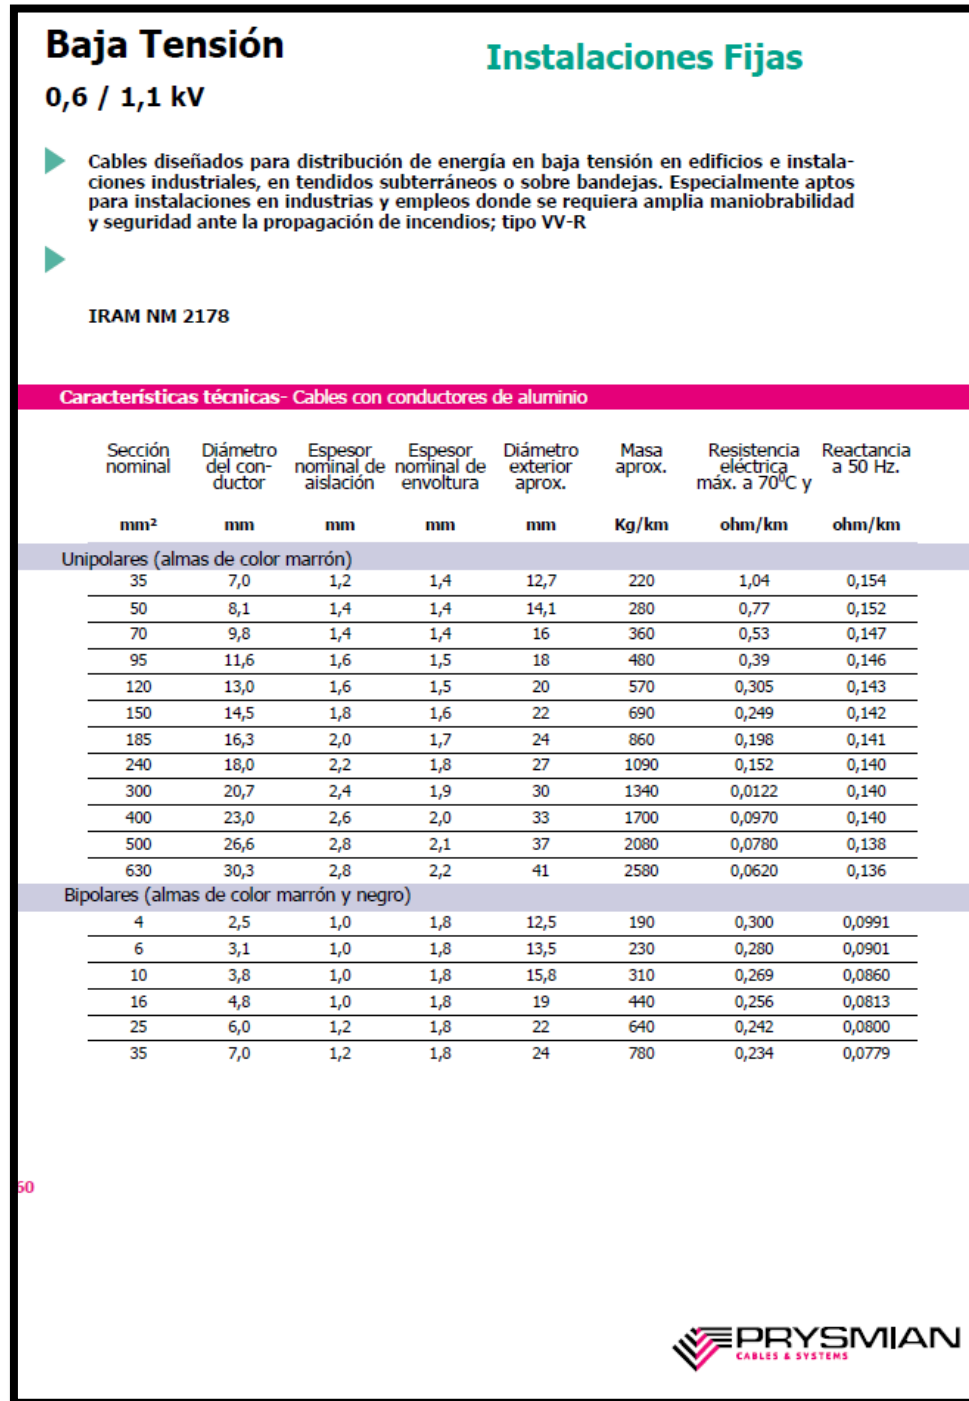 Baja Tensión
Instalaciones Fijas
0,6 / 1,1 kV
Cables diseñados para distribución de energía en baja tensión en edificios e instala-
ciones industriales, en tendidos subterráneos o sobre bandejas. Especialmente aptos
para instalaciones en industrias y empleos donde se requiera amplia maniobrabilidad
y seguridad ante la propagación de incendios; tipo VV-R
IRAM NM 2178
Características técnicas- Cables con conductores de aluminio
Sección Diámetro Espesor Espesor Diámetro Masa Resistencia Reactancia
nominal del con- nominal de nominal de exterior aprox. eléctrica a 50 Hz.
ductor aislación envoltura aprox. máx. a 70ºC y
mm² mm mm mm mm Kg/km ohm/km ohm/km
Unipolares (almas de color marrón)
35 7,0 1,2 1,4 12,7 220 1,04 0,154
50 8,1 1,4 1,4 14,1 280 0,77 0,152
70 9,8 1,4 1,4 16 360 0,53 0,147
95 11,6 1,6 1,5 18 480 0,39 0,146
120 13,0 1,6 1,5 20 570 0,305 0,143
150 14,5 1,8 1,6 22 690 0,249 0,142
185 16,3 2,0 1,7 24 860 0,198 0,141
240 18,0 2,2 1,8 27 1090 0,152 0,140
300 20,7 2,4 1,9 30 1340 0,0122 0,140
400 23,0 2,6 2,0 33 1700 0,0970 0,140
500 26,6 2,8 2,1 37 2080 0,0780 0,138
630 30,3 2,8 2,2 41 2580 0,0620 0,136
Bipolares (almas de color marrón y negro)
4 2,5 1,0 1,8 12,5 190 0,300 0,0991
6 3,1 1,0 1,8 13,5 230 0,280 0,0901
10 3,8 1,0 1,8 15,8 310 0,269 0,0860
16 4,8 1,0 1,8 19 440 0,256 0,0813
25 6,0 1,2 1,8 22 640 0,242 0,0800
35 7,0 1,2 1,8 24 780 0,234 0,0779
60
PRYSMIAN
CABLES & SYSTEMS